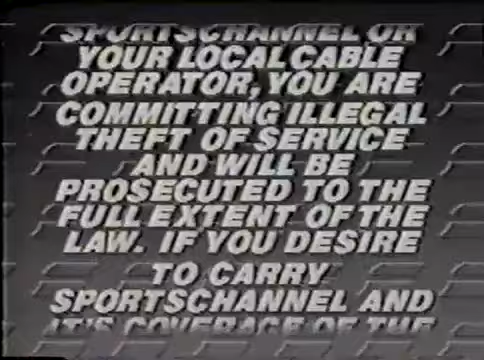 SPORTSCHANNEL OR
YOUR LOCAL CABLE
OPERATOR, YOU ARE
COMMITTING ILLEGAL
THEFT OF SERVICE
AND WILL BE
PROSECUTED TO THE
FULL EXTENT OF THE
LAW. IF YOU DESIRE
TO CARRY
SPORTSCHANNEL AND
IT'S COVERAGE OF THE